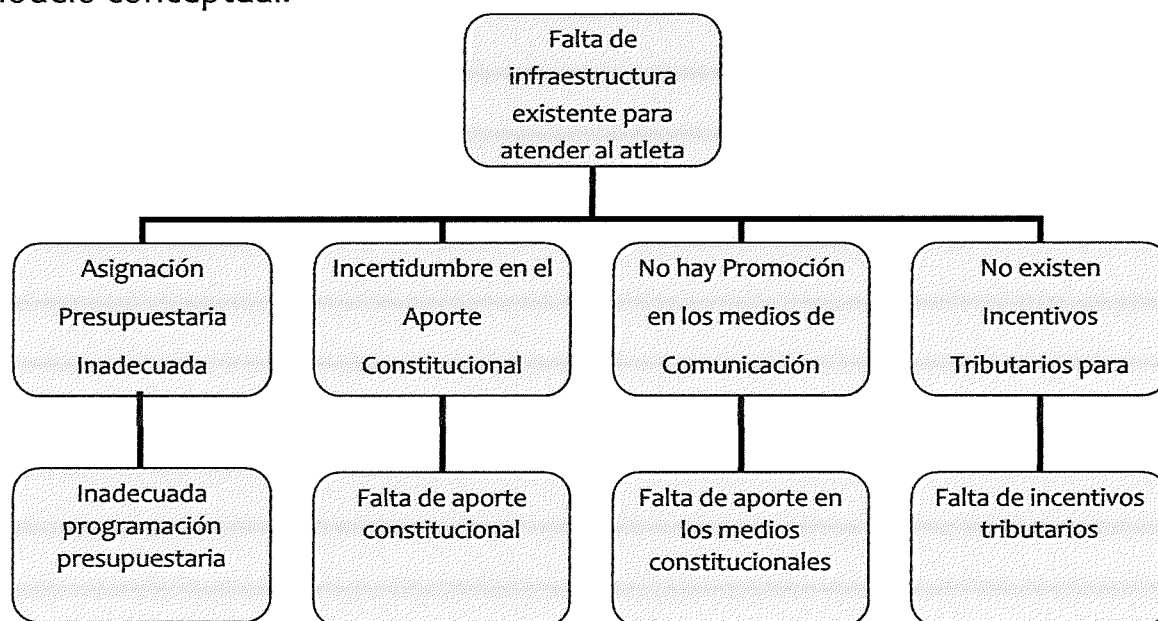 conceptual.
Falta de
infraestructura
existente para
atender al atleta
Asignación
Presupuestaria
Inadecuada
Incertidumbre en el
Aporte
Constitucional
No hay Promoción
en los medios de
Comunicación
No existen
Incentivos
Tributarios para
Inadecuada
programación
presupuestaria
Falta de aporte
constitucional
Falta de aporte en
los medios
constitucionales
Falta de incentivos
tributarios